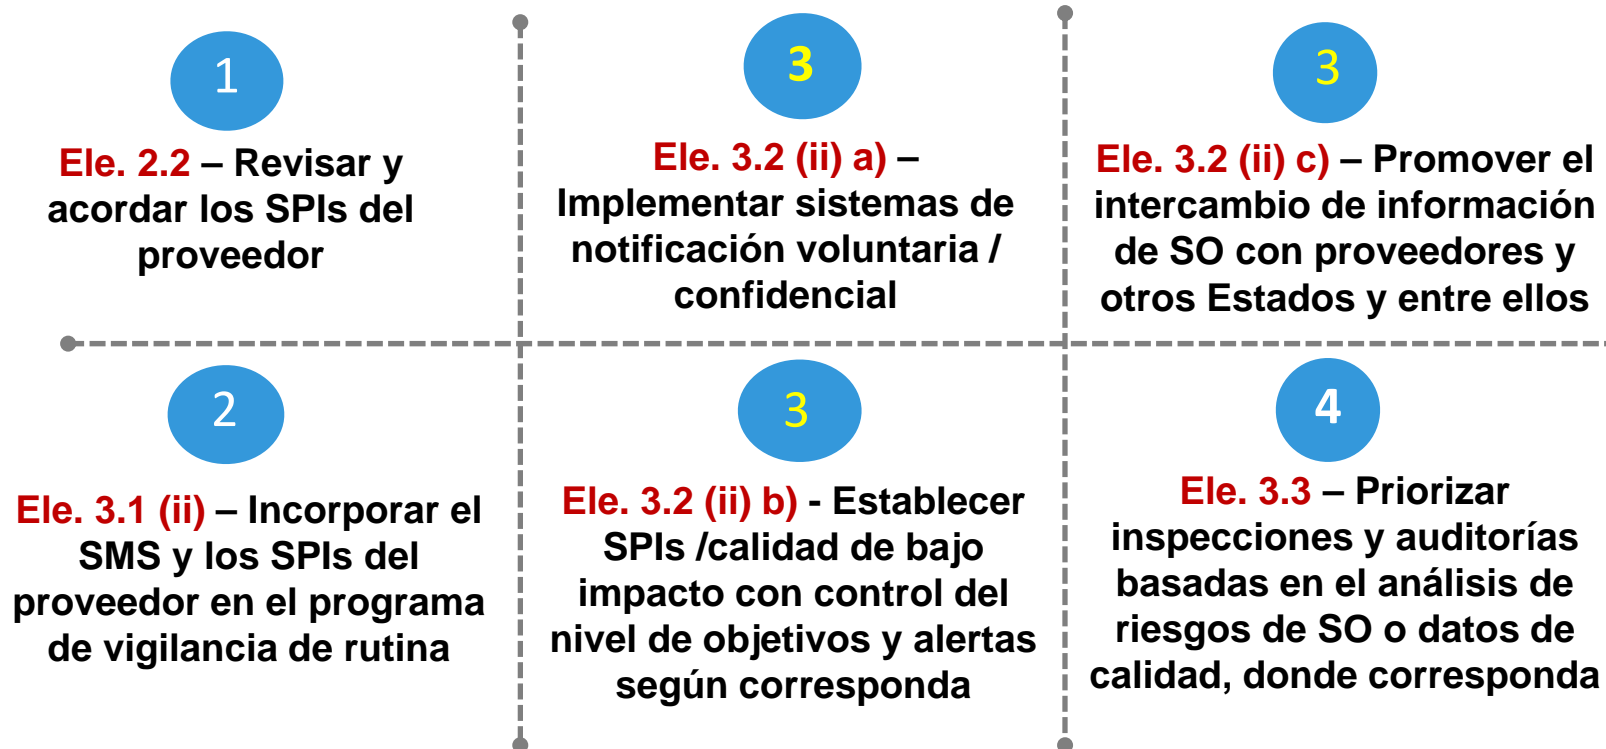 1
Ele. 2.2 – Revisar y
acordar los SPIs del
proveedor
2
Ele. 3.1 (ii) – Incorporar el
SMS y los SPIs del
proveedor en el programa
de vigilancia de rutina
3
Ele. 3.2 (ii) a) –
Implementar sistemas de
notificación voluntaria /
confidencial
3
Ele. 3.2 (ii) b) - Establecer
SPIs /calidad de bajo
impacto con control del
nivel de objetivos y alertas
según corresponda
3
Ele. 3.2 (ii) c) – Promover el
intercambio de información
de SO con proveedores y
otros Estados y entre ellos
4
Ele. 3.3 – Priorizar
inspecciones y auditorías
basadas en el análisis de
riesgos de SO o datos de
calidad, donde corresponda